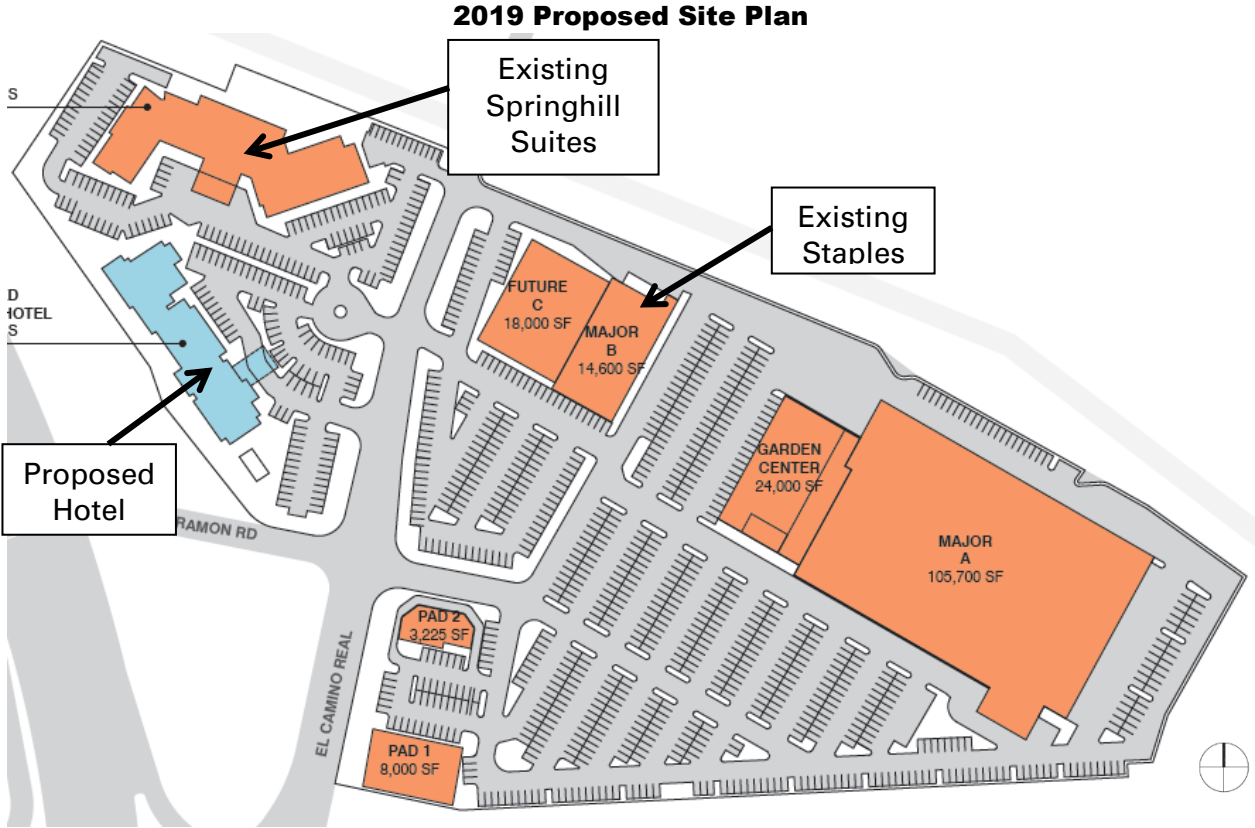 2019 Proposed Site Plan
Existing
Springhill
Suites
S
Existing
Staples
D
HOTEL
S
FUTURE
C
18,000 SF
MAJOR
B
14,600 SF
GARDEN
CENTER
24,000 SF
MAJOR
A
105,700 SF
Proposed
Hotel
RAMON RD
PAD 2
3,225 SF
EL CAMINO REAL
PAD 1
8,000 SF